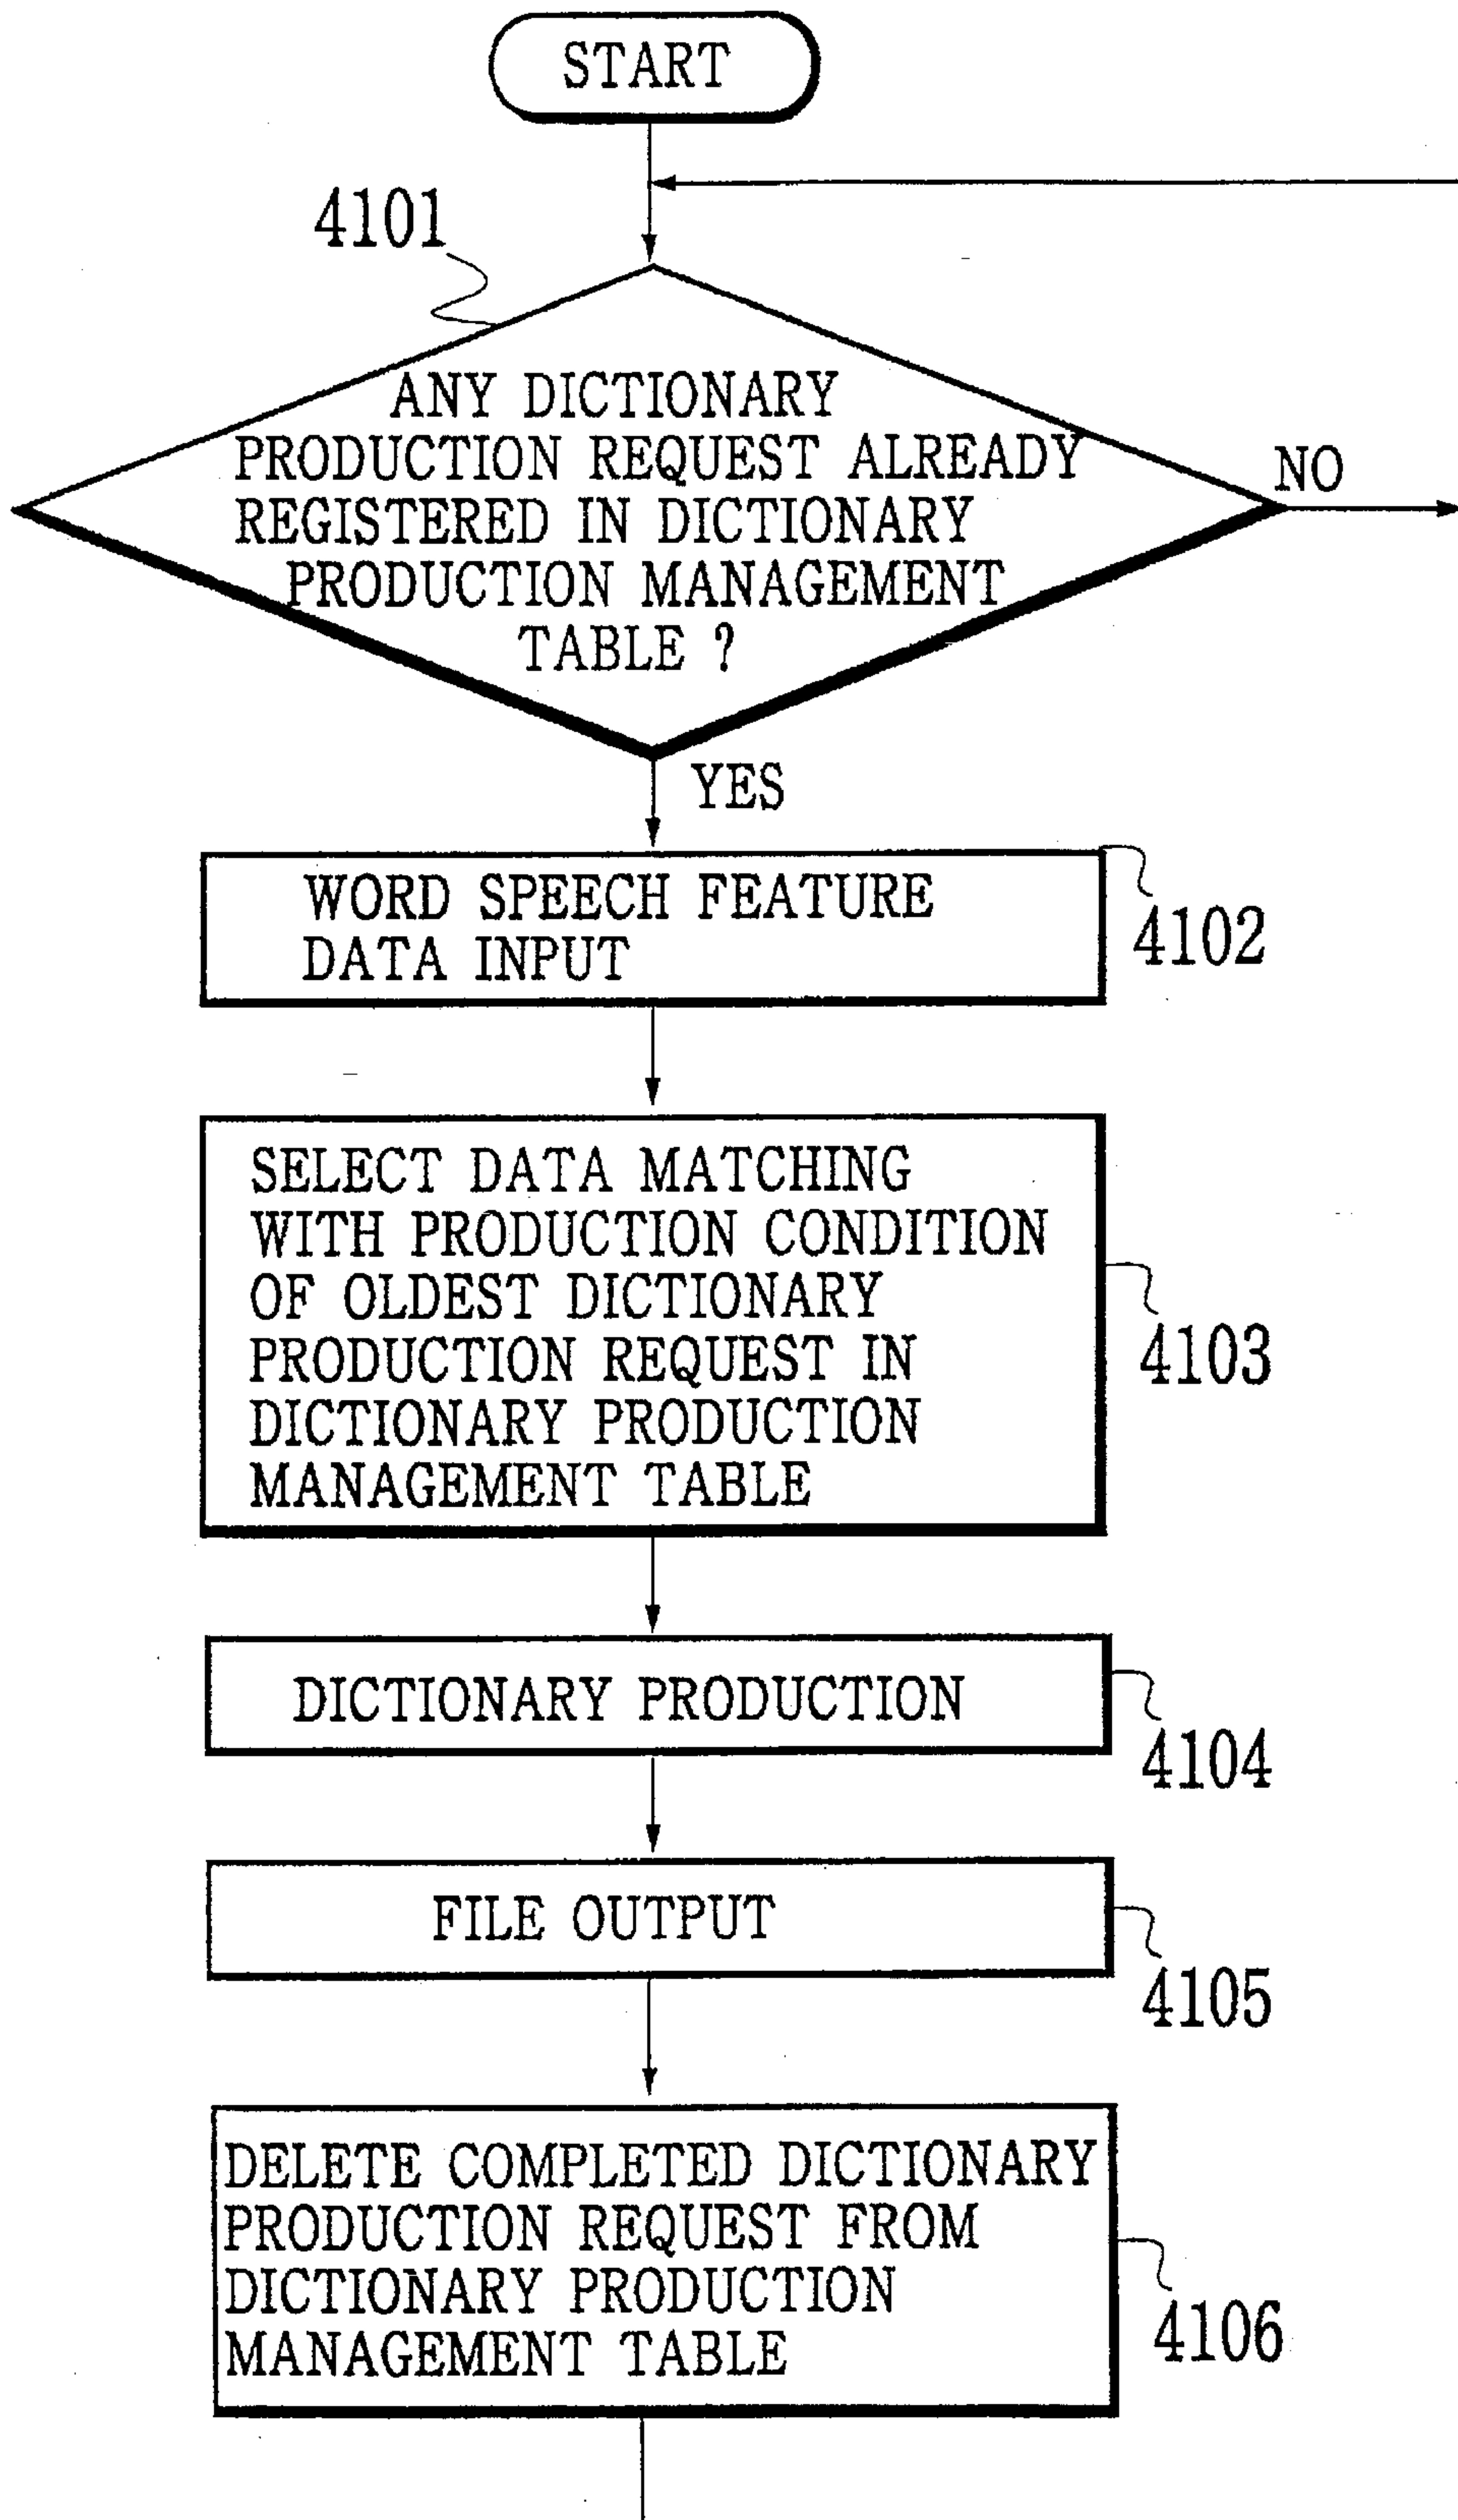 START
4101
ANY DICTIONARY
PRODUCTION REQUEST ALREADY
REGISTERED IN DICTIONARY
PRODUCTION MANAGEMENT
TABLE ?
NO
YES
WORD SPEECH FEATURE
DATA INPUT
4102
SELECT DATA MATCHING
WITH PRODUCTION CONDITION
OF OLDEST DICTIONARY
PRODUCTION REQUEST IN
DICTIONARY PRODUCTION
MANAGEMENT TABLE
4103
DICTIONARY PRODUCTION
4104
FILE OUTPUT
4105
DELETE COMPLETED DICTIONARY
PRODUCTION REQUEST FROM
DICTIONARY PRODUCTION
MANAGEMENT TABLE
4106